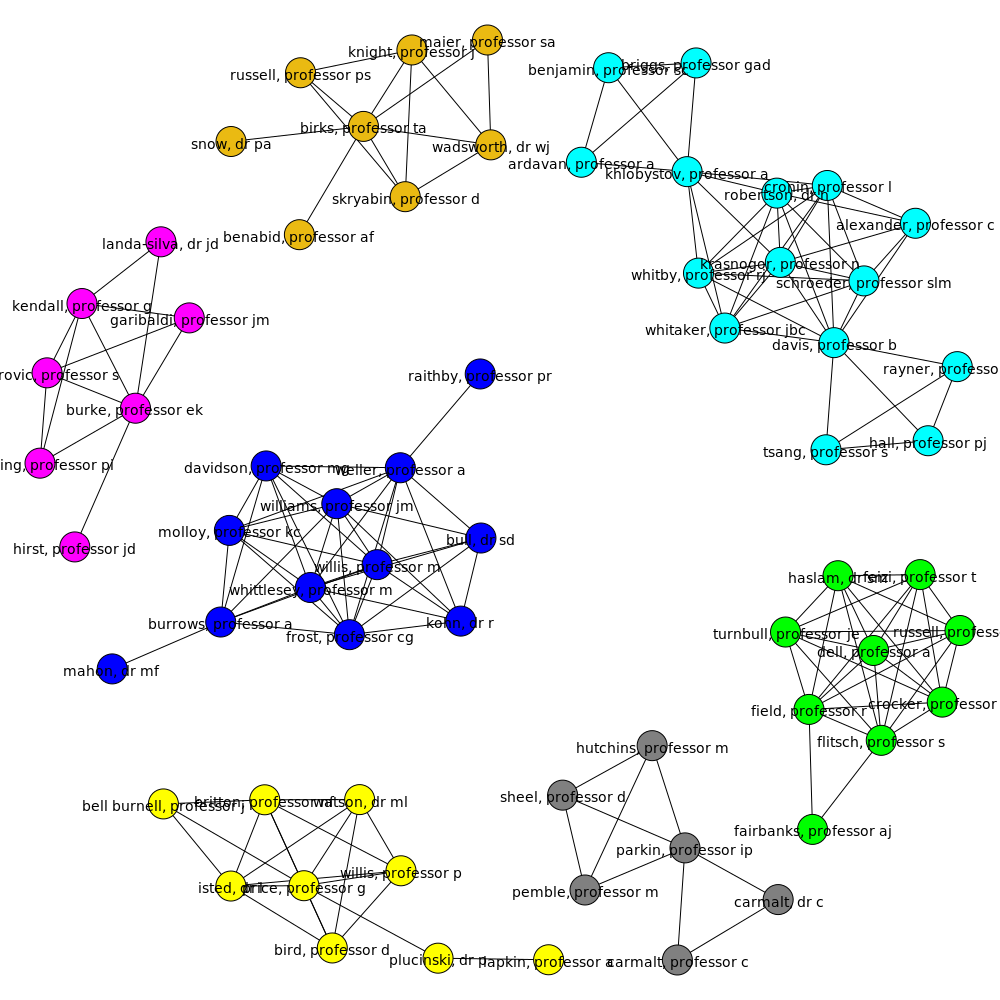 maier, professor sa
knight, professor j
russell, professor ps
birks, professor ta
snow, dr pa
wadsworth, dr wj
skryabin, professor d
benabid, professor af
benjamin, professor sc
briggs, professor gad
ardavan, professor a
khlobystov, professor a
cronin, professor l
robertson, dr n
alexander, professor c
krasnogor, professor n
whitby, professor rj
schroeder, professor slm
whitaker, professor jbc
davis, professor b
rayner, professo
hall, professor pj
tsang, professor s
landa-silva, dr jd
kendall, professor g
garibaldi, professor jm
rovic, professor s
burke, professor ek
ing, professor pl
hirst, professor jd
raithby, professor pr
davidson, professor mg
weller, professor a
williams, professor jm
molloy, professor kc
bull, dr sd
willis, professor m
whittlesey, professor m
burrows, professor a
frost, professor cg
kohn, dr r
mahon, dr mf
haslam, dr sm
feizi, professor t
turnbull, professor je
russell, profess
dell, professor a
field, professor r
crocker, professor
flitsch, professor s
fairbanks, professor aj
hutchins, professor m
sheel, professor d
parkin, professor ip
pemble, professor m
carmalt, dr c
carmalt, professor c
bell burnell, professor j
britton, professor wf
watson, dr ml
willis, professor p
isted, dr
price, professor g
bird, professor d
plucinski, dr p
lapkin, professor a